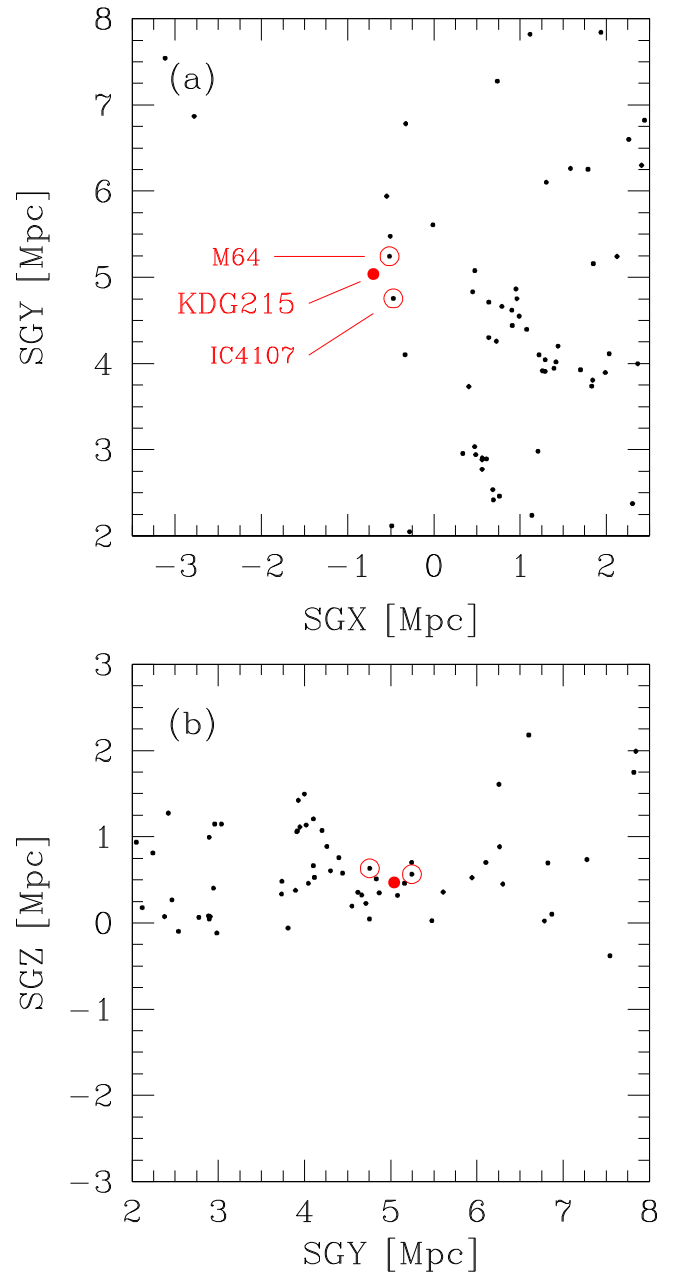 (a)
8
7
6
5
4
3
2
SGY [Mpc]
M64
KDG215
IC4107
−3 −2 −1 0 1 2
SGX [Mpc]
(b)
3
2
1
0
−1
−2
−3
SGZ [Mpc]
2 3 4 5 6 7 8
SGY [Mpc]